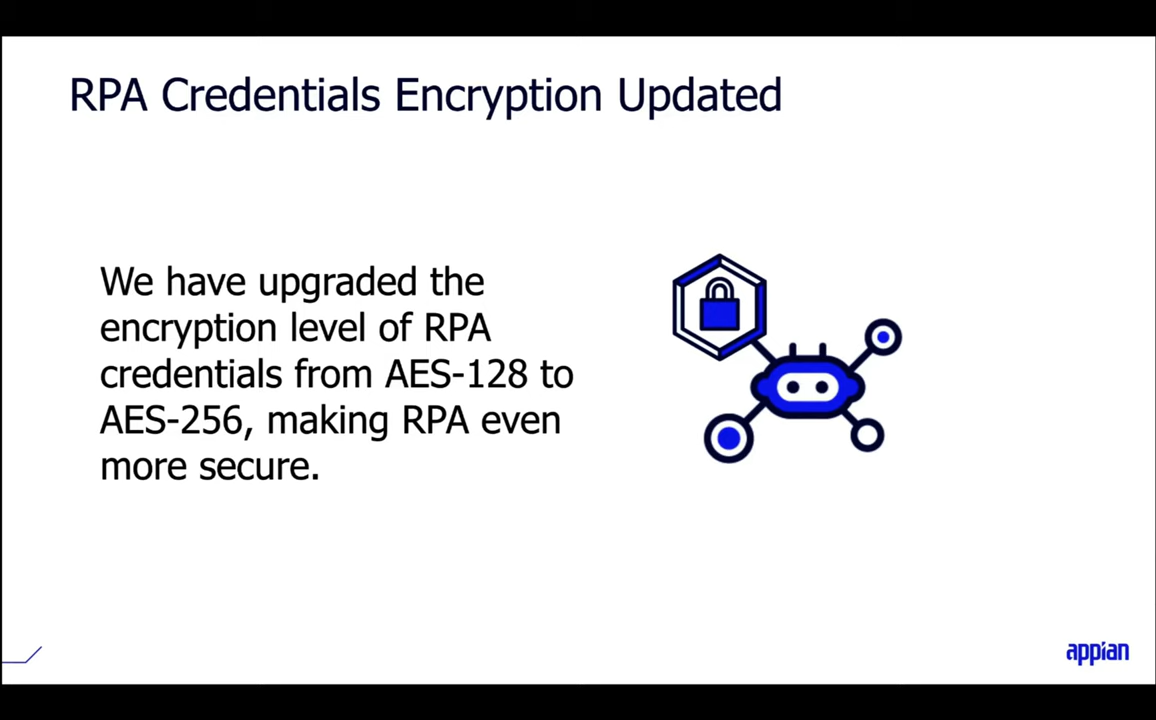 RPA Credentials Encryption Updated
We have upgraded the
encryption level of RPA
credentials from AES-128 to
AES-256, making RPA even
more secure.
appian